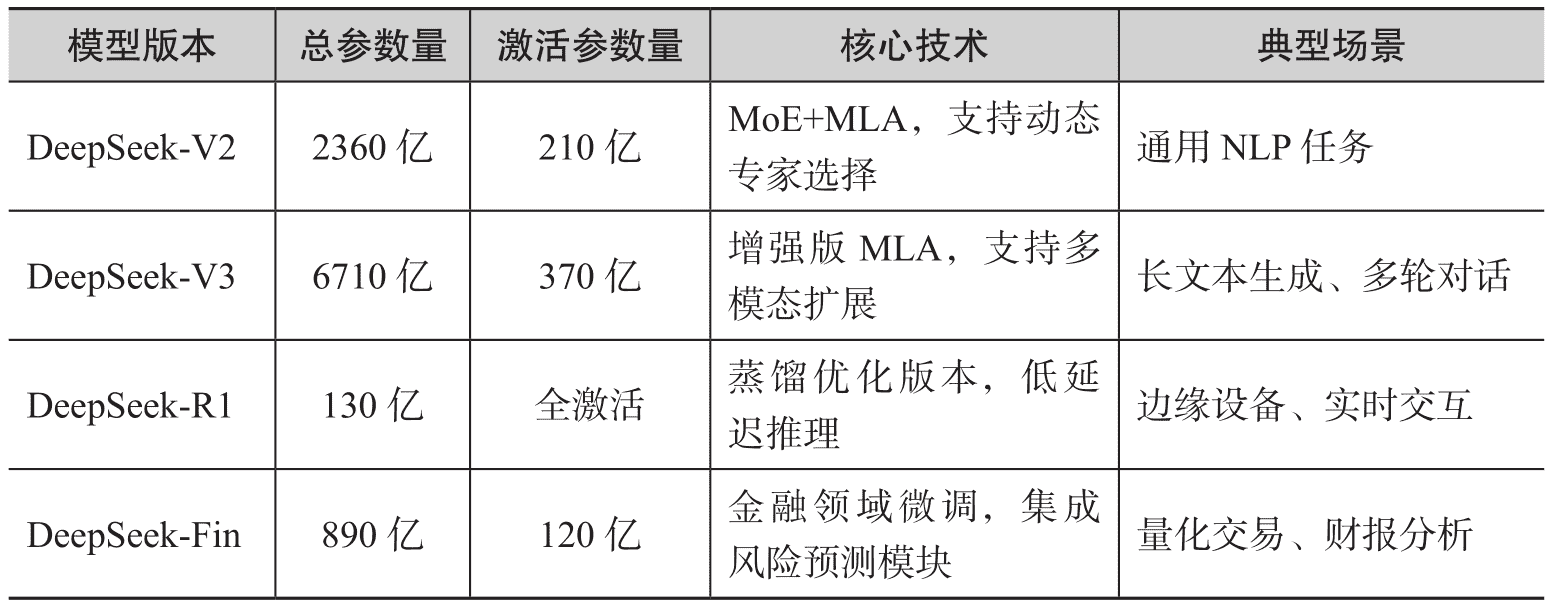 模型版本 总参数量 激活参数量 核心技术 典型场景
DeepSeek-V2 2360 亿 210 亿 MoE+MLA，支持动态
专家选择 通用 NLP 任务
DeepSeek-V3 6710 亿 370 亿 增强版 MLA，支持多
模态扩展 长文本生成、多轮对话
DeepSeek-R1 130 亿 全激活 蒸馏优化版本，低延
迟推理 边缘设备、实时交互
DeepSeek-Fin 890 亿 120 亿 金融领域微调，集成
风险预测模块 量化交易、财报分析